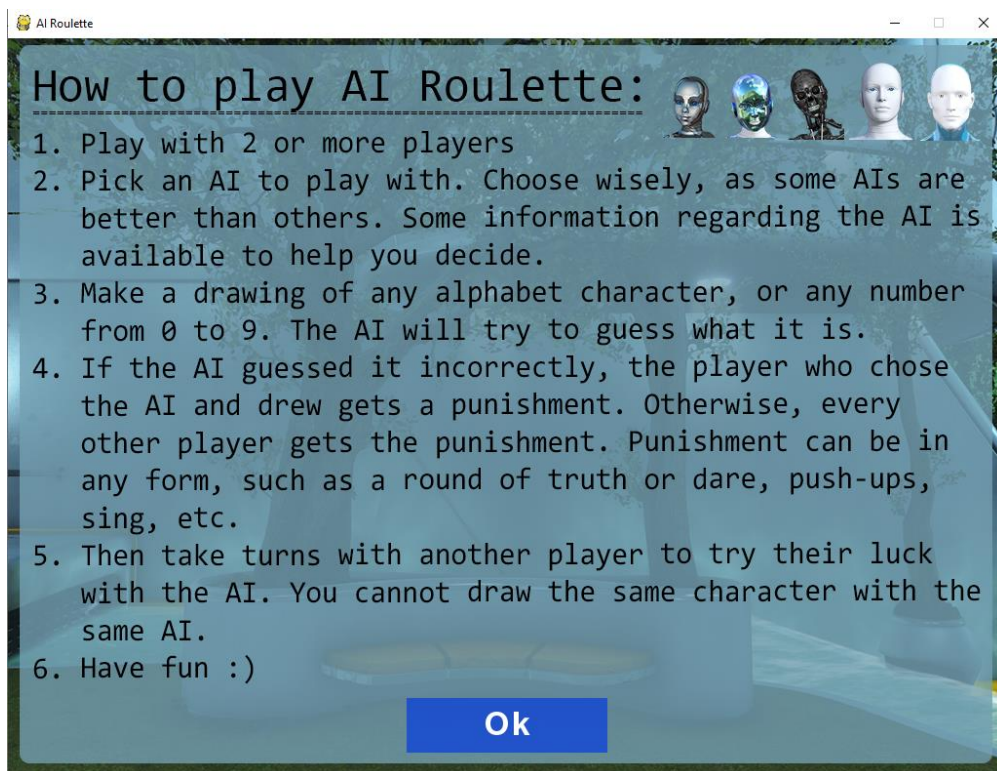 AI Roulette
How to play AI Roulette:
1. Play with 2 or more players
2. Pick an AI to play with. Choose wisely, as some AIs are
better than others. Some information regarding the AI is
available to help you decide.
3. Make a drawing of any alphabet character, or any number
from 0 to 9. The AI will try to guess what it is.
4. If the AI guessed it incorrectly, the player who chose
the AI and drew gets a punishment. Otherwise, every
other player gets the punishment. Punishment can be in
any form, such as a round of truth or dare, push-ups,
sing, etc.
5. Then take turns with another player to try their luck
with the AI. You cannot draw the same character with the
same AI.
6. Have fun :)
Ok